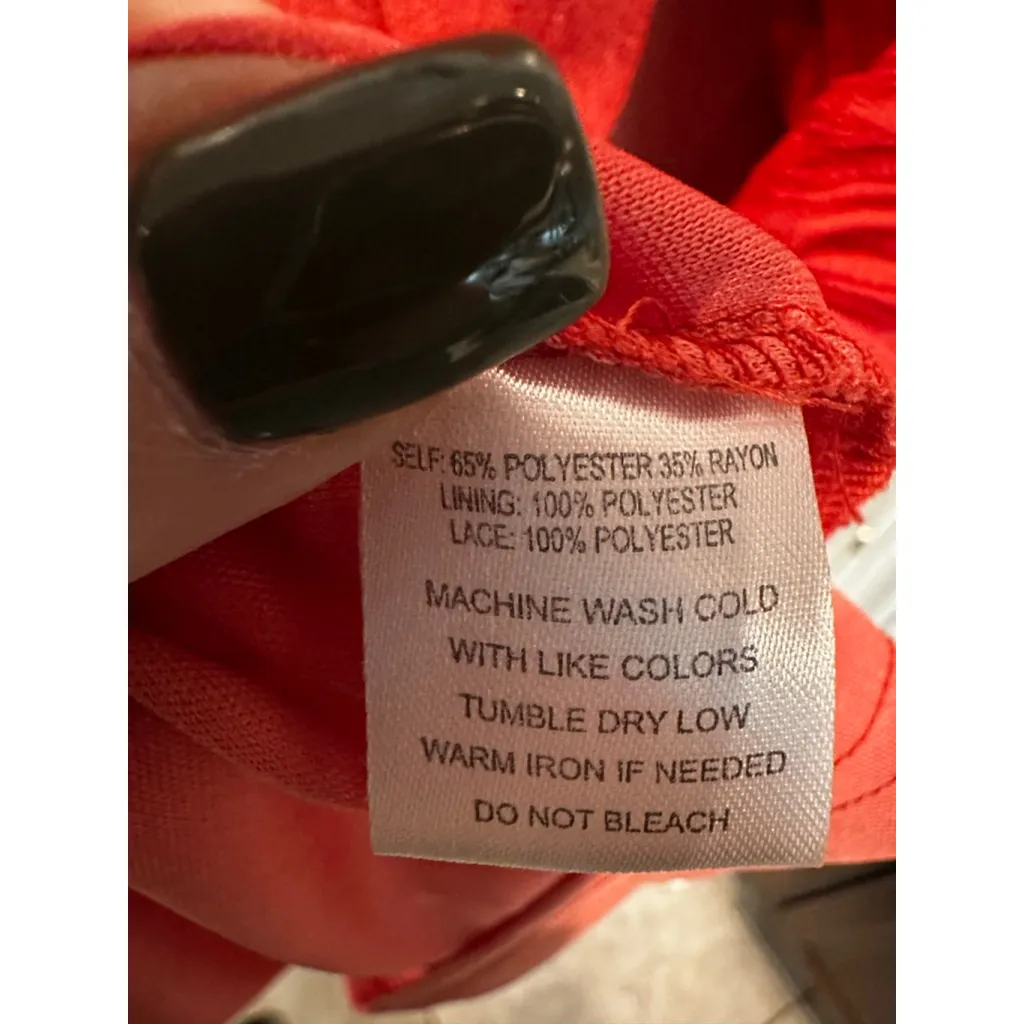 SELF: 65% POLYESTER 35% RAYON
LINING: 100% POLYESTER
LACE: 100% POLYESTER
MACHINE WASH COLD
WITH LIKE COLORS
TUMBLE DRY LOW
WARM IRON IF NEEDED
DO NOT BLEACH